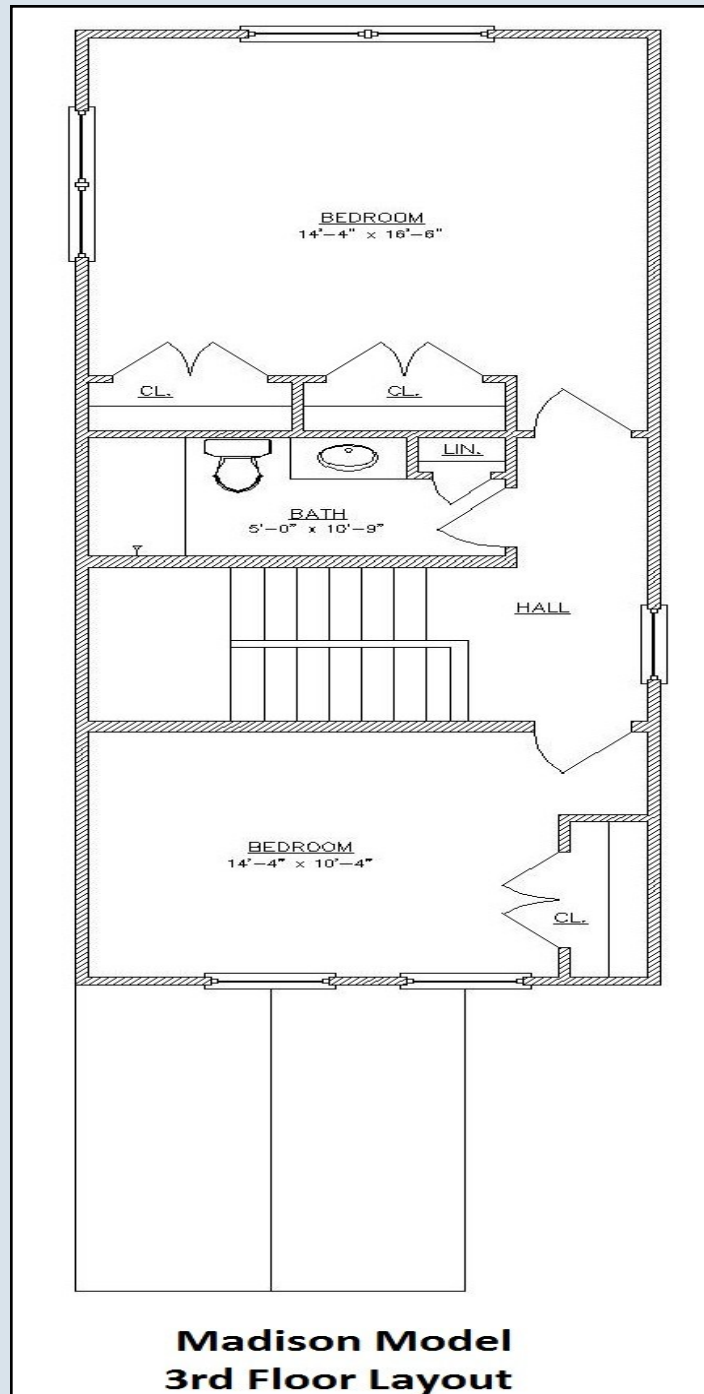 BEDROOM
14'-4" x 16'-6"
CL.
CL.
LIN.
BATH
5'-0" x 10'-9"
HALL
BEDROOM
14'-4" x 10'-4"
CL.
Madison Model
3rd Floor Layout